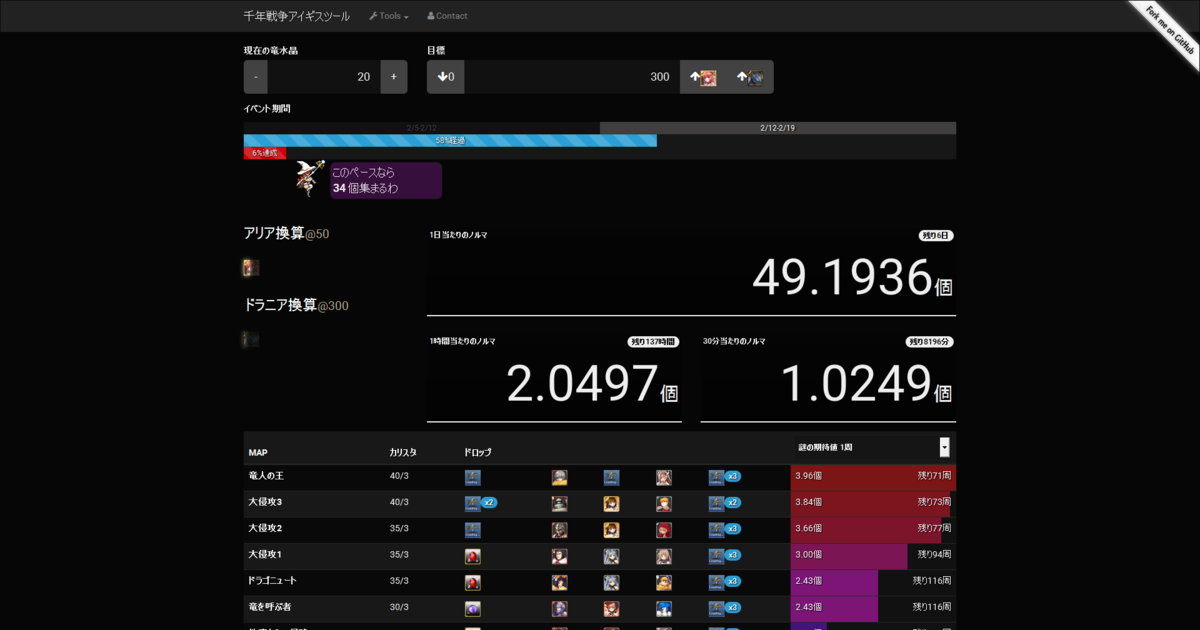 千年戦争アイギスツール Tools Contact
Fork me on GitHub
現在の竜水晶 目標
- 20 + 0 300
イベント期間
2/5-2/12 2/12-2/19
58%経過
6%達成
このペースなら
34 個集まるわ
アリア換算@50
1日当たりのノルマ 残り6日
49.1936個
ドラニア換算@300
1時間当たりのノルマ 残り137時間
2.0497個
30分当たりのノルマ 残り8196分
1.0249個
MAP カリスタ ドロップ 謎の期待値 1周
竜人の王 40/3 x3 3.96個 残り71周
大侵攻3 40/3 x2 x2 3.84個 残り73周
大侵攻2 35/3 x3 3.66個 残り77周
大侵攻1 35/3 x3 3.00個 残り94周
ドラゴニュート 35/3 x3 2.43個 残り116周
竜を呼ぶ者 30/3 x3 2.43個 残り116周